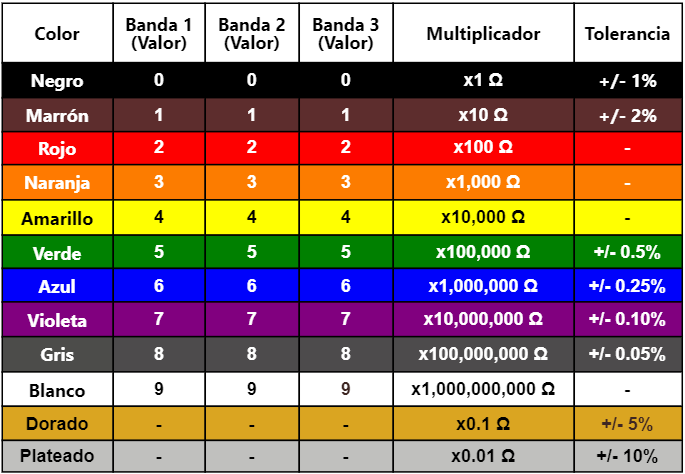 Color Banda 1 (Valor) Banda 2 (Valor) Banda 3 (Valor) Multiplicador Tolerancia
Negro 0 0 0 x1 Ω +/- 1%
Marrón 1 1 1 x10 Ω +/- 2%
Rojo 2 2 2 x100 Ω -
Naranja 3 3 3 x1,000 Ω -
Amarillo 4 4 4 x10,000 Ω -
Verde 5 5 5 x100,000 Ω +/- 0.5%
Azul 6 6 6 x1,000,000 Ω +/- 0.25%
Violeta 7 7 7 x10,000,000 Ω +/- 0.10%
Gris 8 8 8 x100,000,000 Ω +/- 0.05%
Blanco 9 9 9 x1,000,000,000 Ω -
Dorado - - - x0.1 Ω +/- 5%
Plateado - - - x0.01 Ω +/- 10%